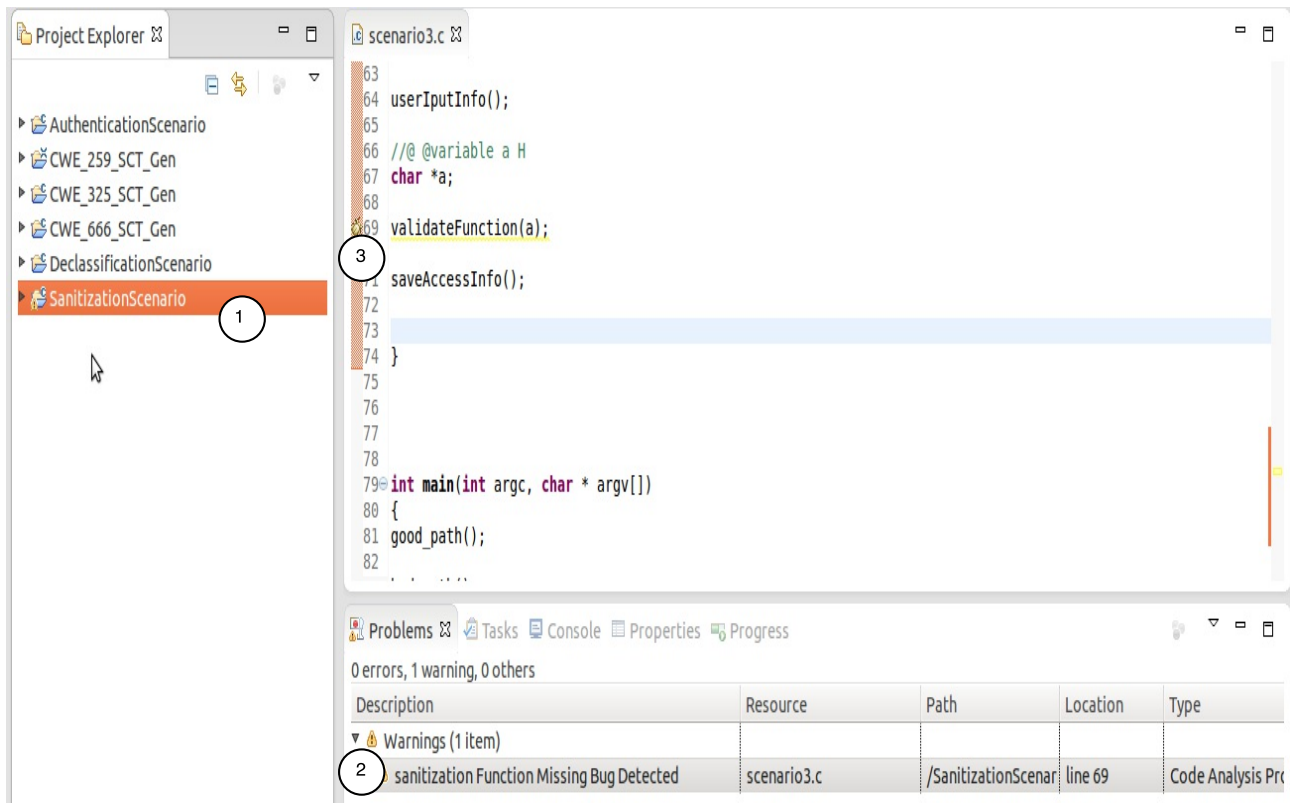 Project Explorer
AuthenticationScenario
CWE_259_SCT_Gen
CWE_325_SCT_Gen
CWE_666_SCT_Gen
DeclassificationScenario
SanitizationScenario
1
scenario3.c
63
64 userIputInfo();
65
66 //@ @variable a H
67 char *a;
68
69 validateFunction(a);
3
71 saveAccessInfo();
72
73
74 }
75
76
77
78
79 int main(int argc, char * argv[])
80 {
81 good_path();
82
Problems Tasks Console Properties Progress
0 errors, 1 warning, 0 others
Description Resource Path Location Type
Warnings (1 item)
2 sanitization Function Missing Bug Detected scenario3.c /SanitizationScenar line 69 Code Analysis Pro